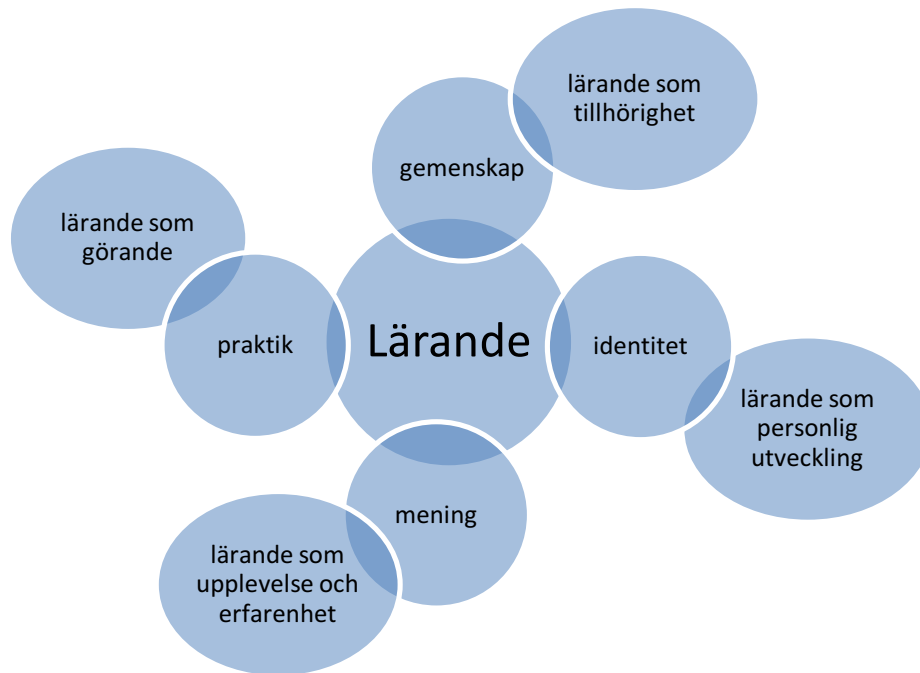 lärande som
tillhörighet
gemenskap
lärande som
görande
praktik
Lärande
identitet
lärande som
personlig
utveckling
mening
lärande som
upplevelse och
erfarenhet